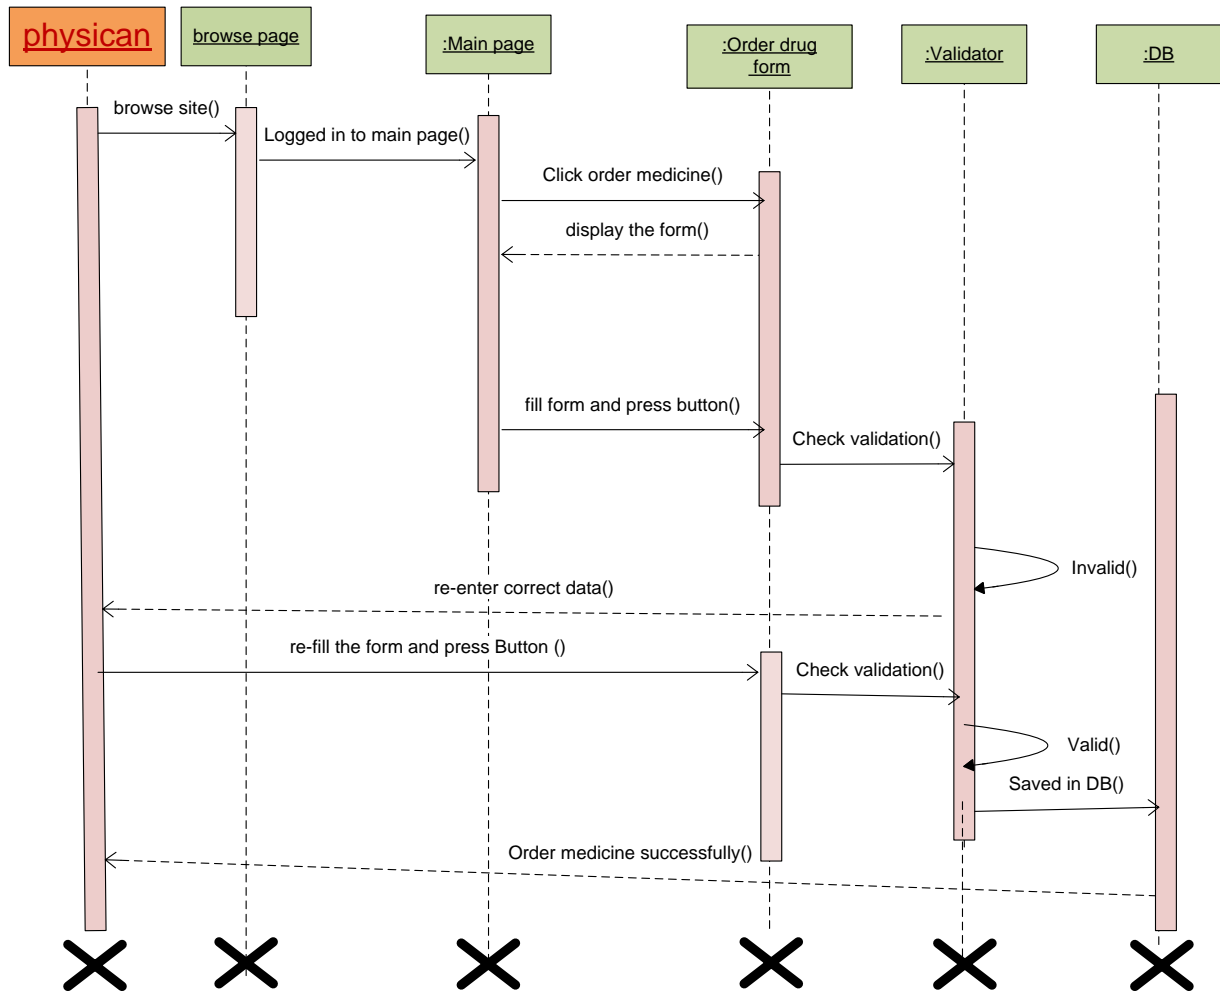 physican
browse page
:Main page
:Order drug
form
:Validator
:DB
browse site()
Logged in to main page()
Click order medicine()
display the form()
fill form and press button()
Check validation()
Invalid()
re-enter correct data()
re-fill the form and press Button ()
Check validation()
Valid()
Saved in DB()
Order medicine successfully()